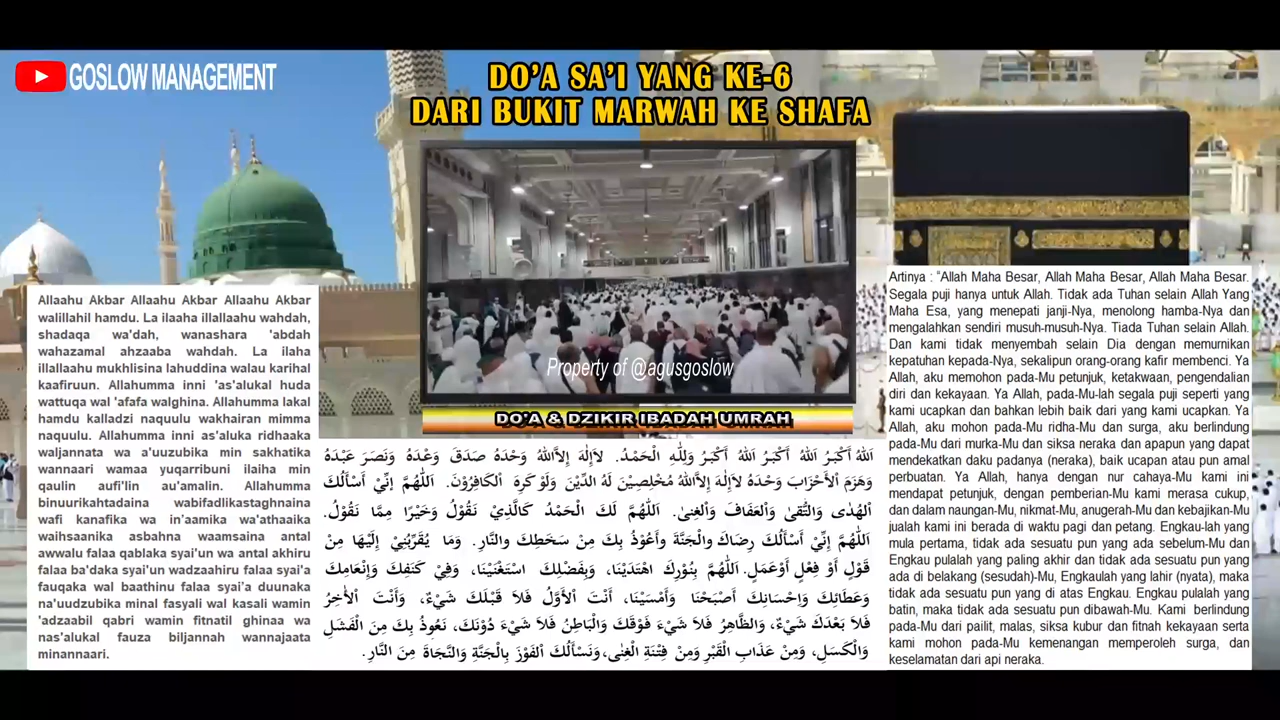 GOSLOW MANAGEMENT
DO'A SA'I YANG KE-6
DARI BUKIT MARWAH KE SHAFA
Property of @agusgoslow
DO'A & DZIKIR IBADAH UMRAH
Allaahu Akbar Allaahu Akbar Allaahu Akbar
walillahil hamdu. La ilaaha illallaahu wahdah,
shadaqa wa'dah, wanashara 'abdah
wahazamal ahzaaba wahdah. La ilaha
illallaahu mukhlisina lahuddina walau karihal
kaafiruun. Allahumma inni 'as'alukal huda
wattuqa wal 'afafa walghina. Allahumma lakal
hamdu kalladzi naquulu wakhairan mimma
naquulu. Allahumma inni as'aluka ridhaaka
waljannata wa a'uuzubika min sakhatika
wannaari wamaa yuqarribuni ilaiha min
qaulin aufi'lin au'amalin. Allahumma
binuurikahtadaina wabifadlikastaghnaina
wafi kanafika wa in'aamika wa'athaaika
waihsaanika asbahna waamsaina antal
awwalu falaa qablaka syai'un wa antal akhiru
falaa ba'daka syai'un wadzaahiru falaa syai'a
fauqaka wal baathinu falaa syai'a duunaka
na'uudzubika minal fasyali wal kasali wamin
'adzaabil qabri wamin fitnatil ghinaa wa
nas'alukal fauza biljannah wannajaata
minannaari.
اَللهُ اَكْبَرُ اَللهُ اَكْبَرُ اَللهُ اَكْبَرُ وَلِلّٰهِ الْحَمْدُ. لَاۤاِلٰهَ اِلَّااللهُ وَحْدَهُ صَدَقَ وَعْدَهُ وَنَصَرَ عَبْدَهُ
وَهَزَمَ اْلأَحْزَابَ وَحْدَهُ لَاۤاِلٰهَ اِلَّااللهُ مُخْلِصِيْنَ لَهُ الدِّيْنَ وَلَوْكَرِهَ الْكَافِرُوْنَ. اَللّٰهُمَّ إِنِّيْ أَسْأَلُكَ
الْهُدٰى وَالتُّقٰى وَالْعَفَافَ وَالْغِنٰى. اَللّٰهُمَّ لَكَ الْحَمْدُ كَالَّذِيْ نَقُوْلُ وَخَيْرًا مِمَّا نَقُوْلُ.
اَللّٰهُمَّ إِنِّيْ أَسْأَلُكَ رِضَاكَ والْجَنَّةَ وأَعُوْذُ بِكَ مِنْ سَخَطِكَ والنَّارِ. وَمَا يُقَرِّبُنِيْ إِلَيْهَا مِنْ
قَوْلٍ أَوْ فِعْلٍ أَوْعَمَلٍ. اَللّٰهُمَّ بِنُوْرِكَ اهْتَدَيْنَا، وَبِفَضْلِكَ اسْتَغْنَيْنَا، وَفِيْ كَنَفِكَ وَإِنْعَامِكَ
وَعَطَائِكَ وَإِحْسَانِكَ أَصْبَحْنَا وَأَمْسَيْنَا، أَنْتَ الْأَوَّلُ فَلَا قَبْلَكَ شَيْءٌ، وَأَنْتَ اْلأٰخِرُ
فَلَا بَعْدَكَ شَيْءٌ، وَالظَّاهِرُ فَلَا شَيْءَ فَوْقَكَ وَالْبَاطِنُ فَلَا شَيْءَ دُوْنَكَ، نَعُوْذُ بِكَ مِنَ الْفَشَلِ
وَالْكَسَلِ، وَمِنْ عَذَابِ الْقَبْرِ وَمِنْ فِتْنَةِ الْغِنٰى،وَنَسْأَلُكَ الْفَوْزَ بِالْجَنَّةِ وَالنَّجَاةَ مِنَ النَّارِ.
Artinya : "Allah Maha Besar, Allah Maha Besar, Allah Maha Besar.
Segala puji hanya untuk Allah. Tidak ada Tuhan selain Allah Yang
Maha Esa, yang menepati janji-Nya, menolong hamba-Nya dan
mengalahkan sendiri musuh-musuh-Nya. Tiada Tuhan selain Allah.
Dan kami tidak menyembah selain Dia dengan memurnikan
kepatuhan kepada-Nya, sekalipun orang-orang kafir membenci. Ya
Allah, aku memohon pada-Mu petunjuk, ketakwaan, pengendalian
diri dan kekayaan. Ya Allah, pada-Mu-lah segala puji seperti yang
kami ucapkan dan bahkan lebih baik dari yang kami ucapkan. Ya
Allah, aku mohon pada-Mu ridha-Mu dan surga, aku berlindung
pada-Mu dari murka-Mu dan siksa neraka dan apapun yang dapat
mendekatkan daku padanya (neraka), baik ucapan atau pun amal
perbuatan. Ya Allah, hanya dengan nur cahaya-Mu kami ini
mendapat petunjuk, dengan pemberian-Mu kami merasa cukup,
dan dalam naungan-Mu, nikmat-Mu, anugerah-Mu dan kebajikan-Mu
jualah kami ini berada di waktu pagi dan petang. Engkau-lah yang
mula pertama, tidak ada sesuatu pun yang ada sebelum-Mu dan
Engkau pulalah yang paling akhir dan tidak ada sesuatu pun yang
ada di belakang (sesudah)-Mu, Engkaulah yang lahir (nyata), maka
tidak ada sesuatu pun yang di atas Engkau. Engkau pulalah yang
batin, maka tidak ada sesuatu pun dibawah-Mu. Kami berlindung
pada-Mu dari pailit, malas, siksa kubur dan fitnah kekayaan serta
kami mohon pada-Mu kemenangan memperoleh surga, dan
keselamatan dari api neraka.